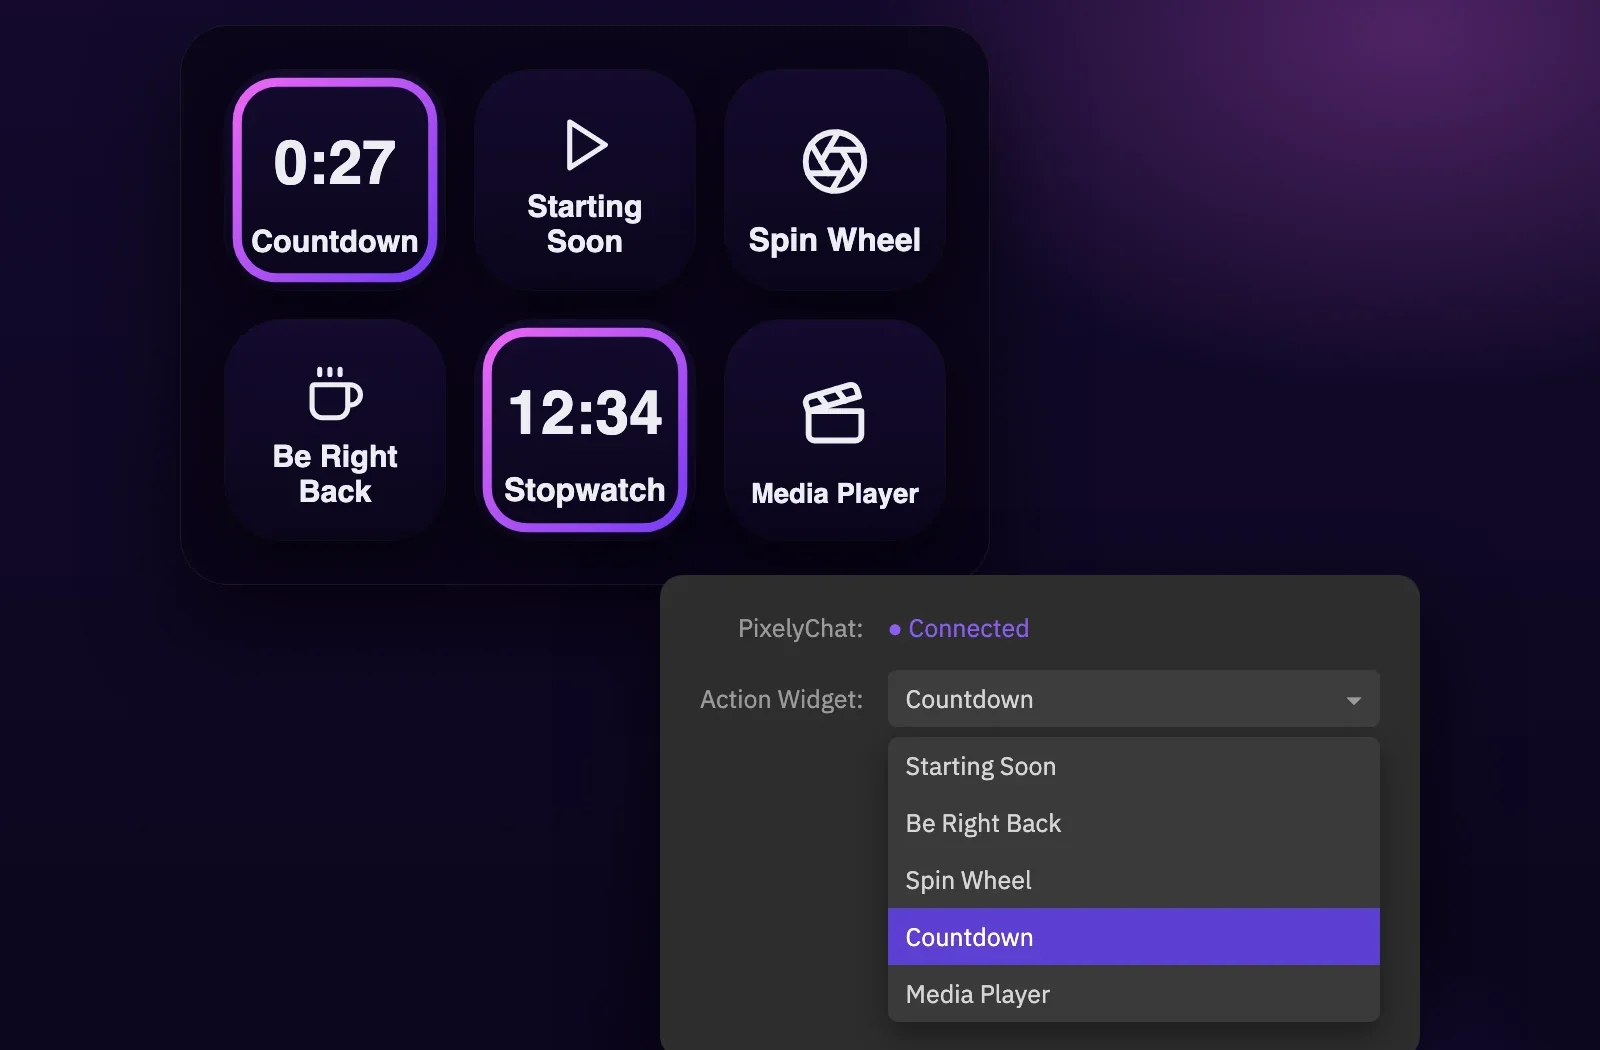 0:27
Countdown
Starting
Soon
Spin Wheel
Be Right
Back
12:34
Stopwatch
Media Player
PixelyChat: Connected
Action Widget: Countdown
Starting Soon
Be Right Back
Spin Wheel
Countdown
Media Player